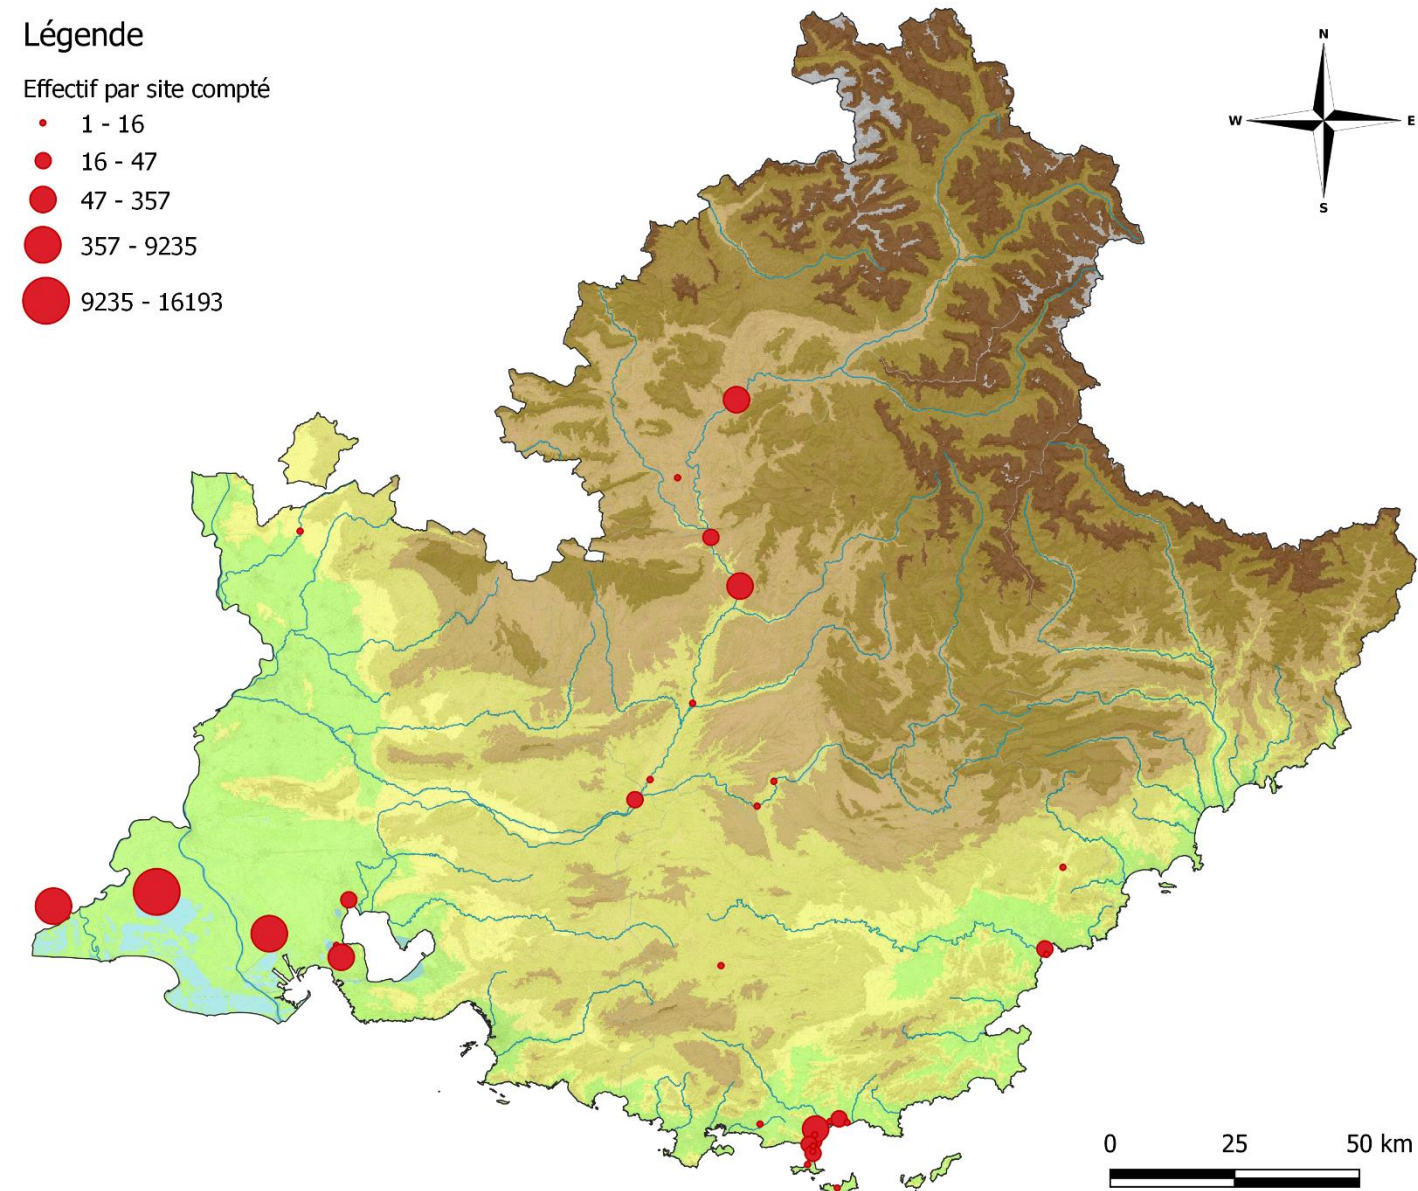 Légende
Effectif par site compté
1 - 16
16 - 47
47 - 357
357 - 9235
9235 - 16193
N
W
E
S
0 25 50 km